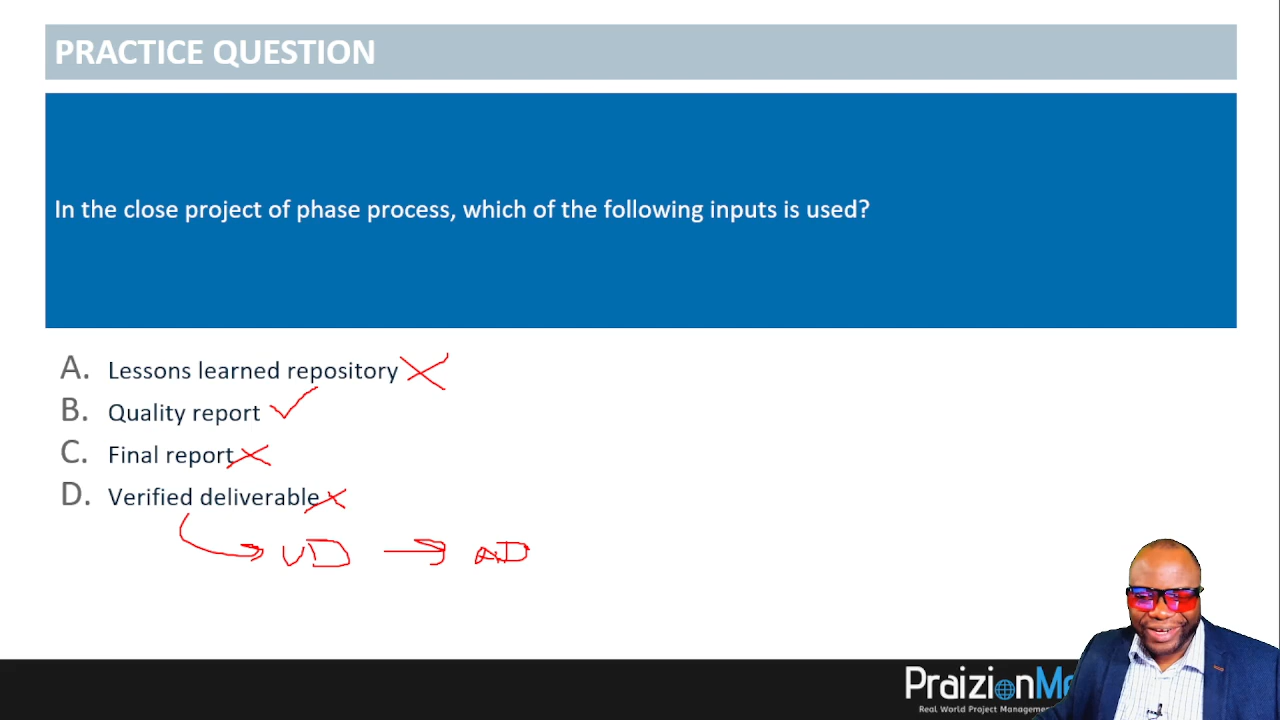 PRACTICE QUESTION
In the close project of phase process, which of the following inputs is used?
A. Lessons learned repository
B. Quality report
C. Final report
D. Verified deliverable
VD → AD
Praizion
Real World Project Management